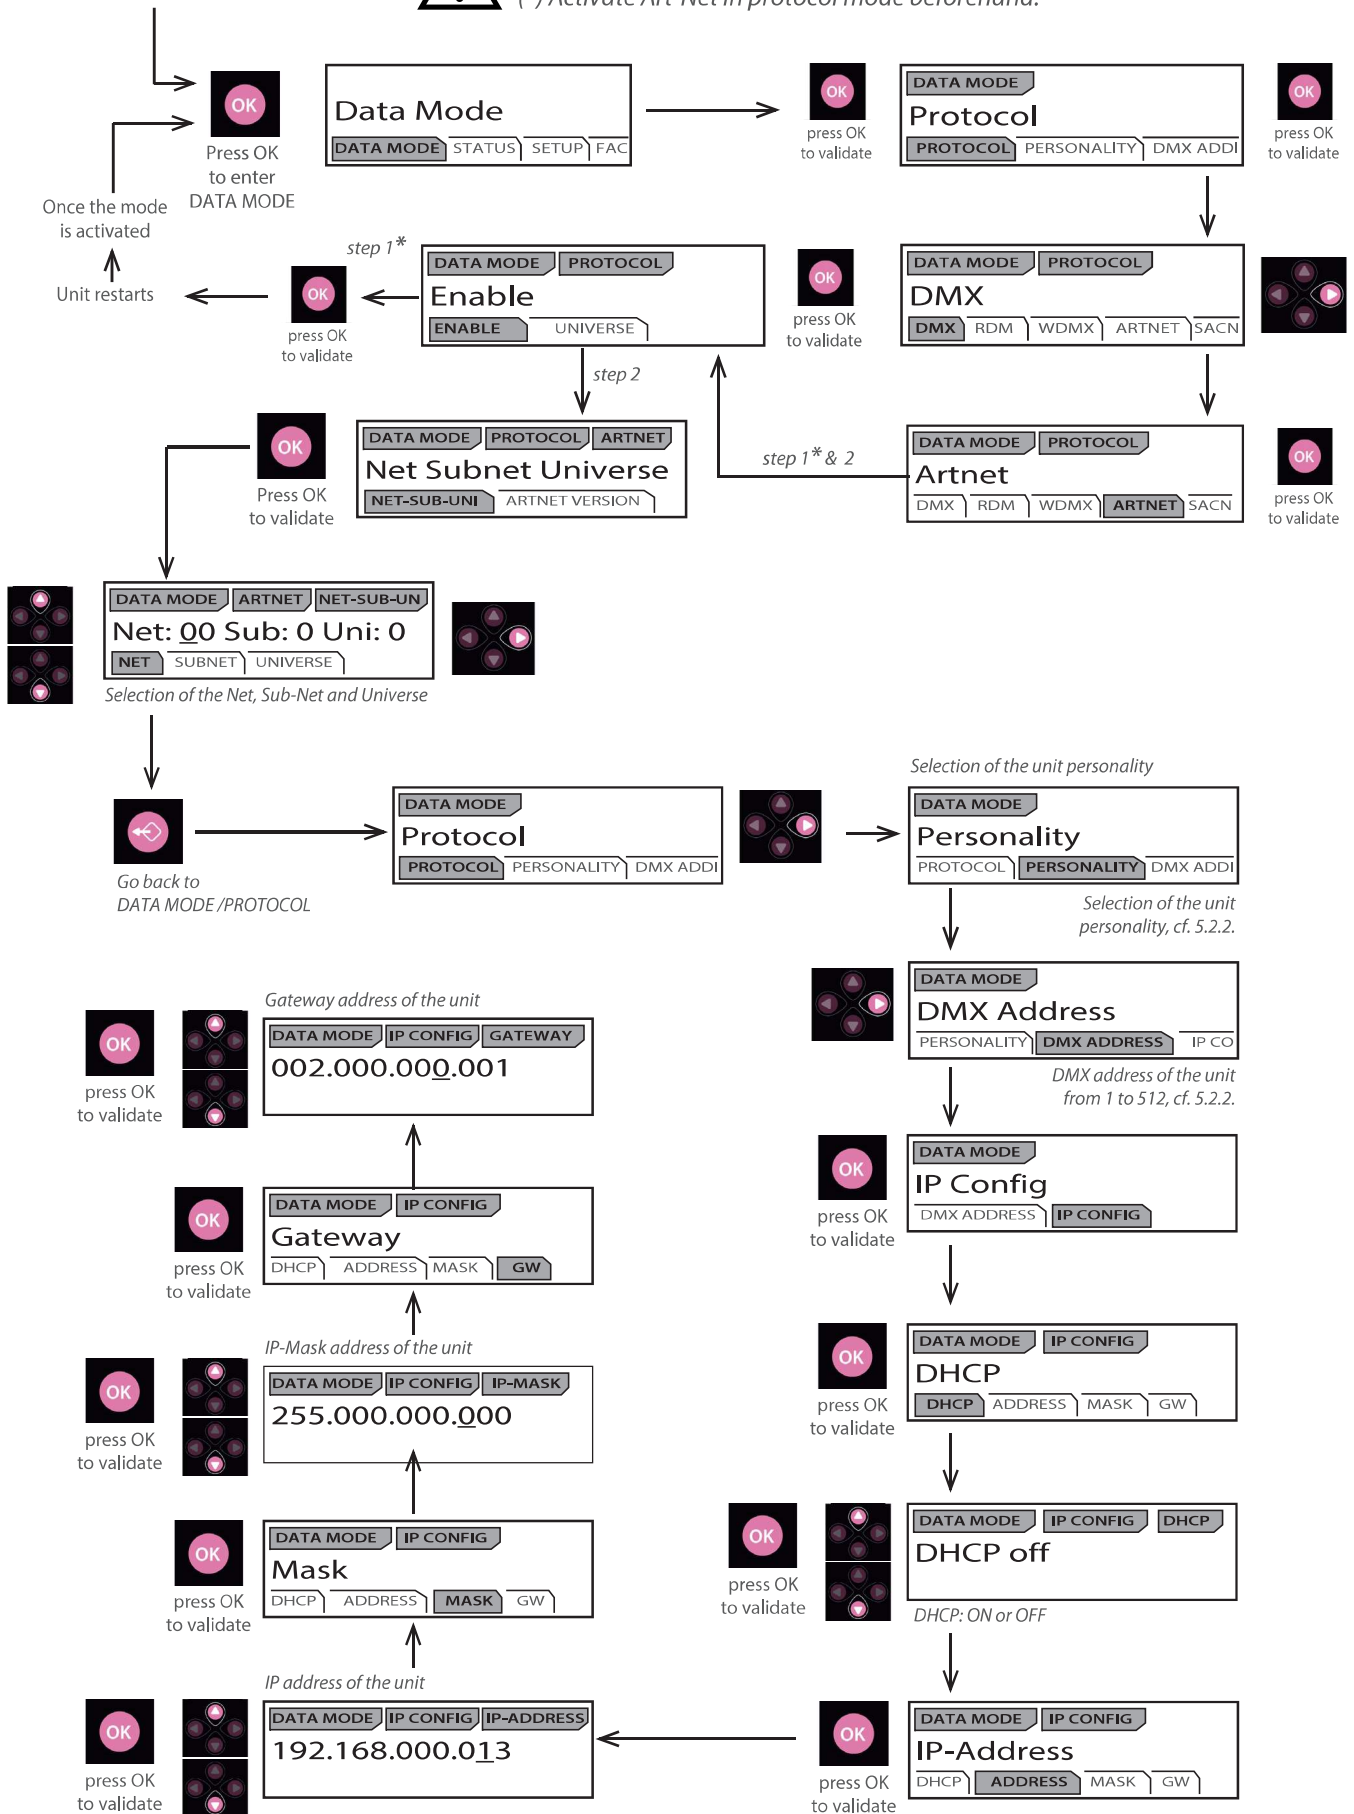 (*) Activate Art-Net in protocol mode beforehand.
OK
Press OK
to enter
DATA MODE
Data Mode
DATA MODE STATUS SETUP FAC
OK
press OK
to validate
DATA MODE
Protocol
PROTOCOL PERSONALITY DMX ADDI
OK
press OK
to validate
Once the mode
is activated
Unit restarts
OK
press OK
to validate
step 1*
DATA MODE PROTOCOL
Enable
ENABLE UNIVERSE
OK
press OK
to validate
DATA MODE PROTOCOL
DMX
DMX RDM WDMX ARTNET SACN
step 2
OK
Press OK
to validate
DATA MODE PROTOCOL ARTNET
Net Subnet Universe
NET-SUB-UNI ARTNET VERSION
step 1* & 2
DATA MODE PROTOCOL
Artnet
DMX RDM WDMX ARTNET SACN
OK
press OK
to validate
DATA MODE ARTNET NET-SUB-UN
Net: 00 Sub: 0 Uni: 0
NET SUBNET UNIVERSE
Selection of the Net, Sub-Net and Universe
Go back to
DATA MODE /PROTOCOL
DATA MODE
Protocol
PROTOCOL PERSONALITY DMX ADDI
Selection of the unit personality
DATA MODE
Personality
PROTOCOL PERSONALITY DMX ADDI
Selection of the unit
personality, cf. 5.2.2.
DATA MODE
DMX Address
PERSONALITY DMX ADDRESS IP CO
DMX address of the unit
from 1 to 512, cf. 5.2.2.
OK
press OK
to validate
DATA MODE
IP Config
DMX ADDRESS IP CONFIG
OK
press OK
to validate
DATA MODE IP CONFIG
DHCP
DHCP ADDRESS MASK GW
OK
press OK
to validate
DATA MODE IP CONFIG DHCP
DHCP off
DHCP: ON or OFF
OK
press OK
to validate
DATA MODE IP CONFIG
IP-Address
DHCP ADDRESS MASK GW
IP address of the unit
OK
press OK
to validate
DATA MODE IP CONFIG IP-ADDRESS
192.168.000.013
OK
press OK
to validate
DATA MODE IP CONFIG
Mask
DHCP ADDRESS MASK GW
IP-Mask address of the unit
OK
press OK
to validate
DATA MODE IP CONFIG IP-MASK
255.000.000.000
OK
press OK
to validate
DATA MODE IP CONFIG
Gateway
DHCP ADDRESS MASK GW
Gateway address of the unit
OK
press OK
to validate
DATA MODE IP CONFIG GATEWAY
002.000.000.001